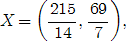 X = ( 215/14 , 69/7 ),